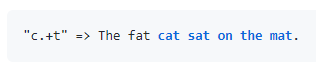 "c.+t" => The fat cat sat on the mat.